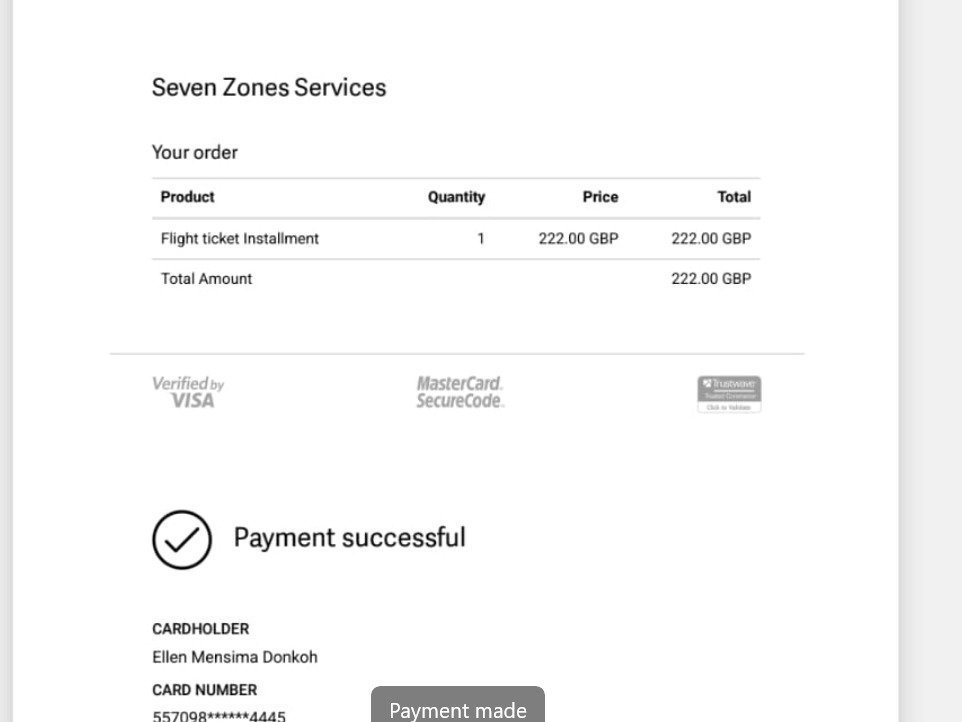 Seven Zones Services
Your order
Product Quantity Price Total
Flight ticket Installment 1 222.00 GBP 222.00 GBP
Total Amount 222.00 GBP
Verified by VISA
MasterCard. SecureCode.
Trustwave
Trusted Commerce
Click to Validate
Payment successful
CARDHOLDER
Ellen Mensima Donkoh
CARD NUMBER
557098******4445
Payment made